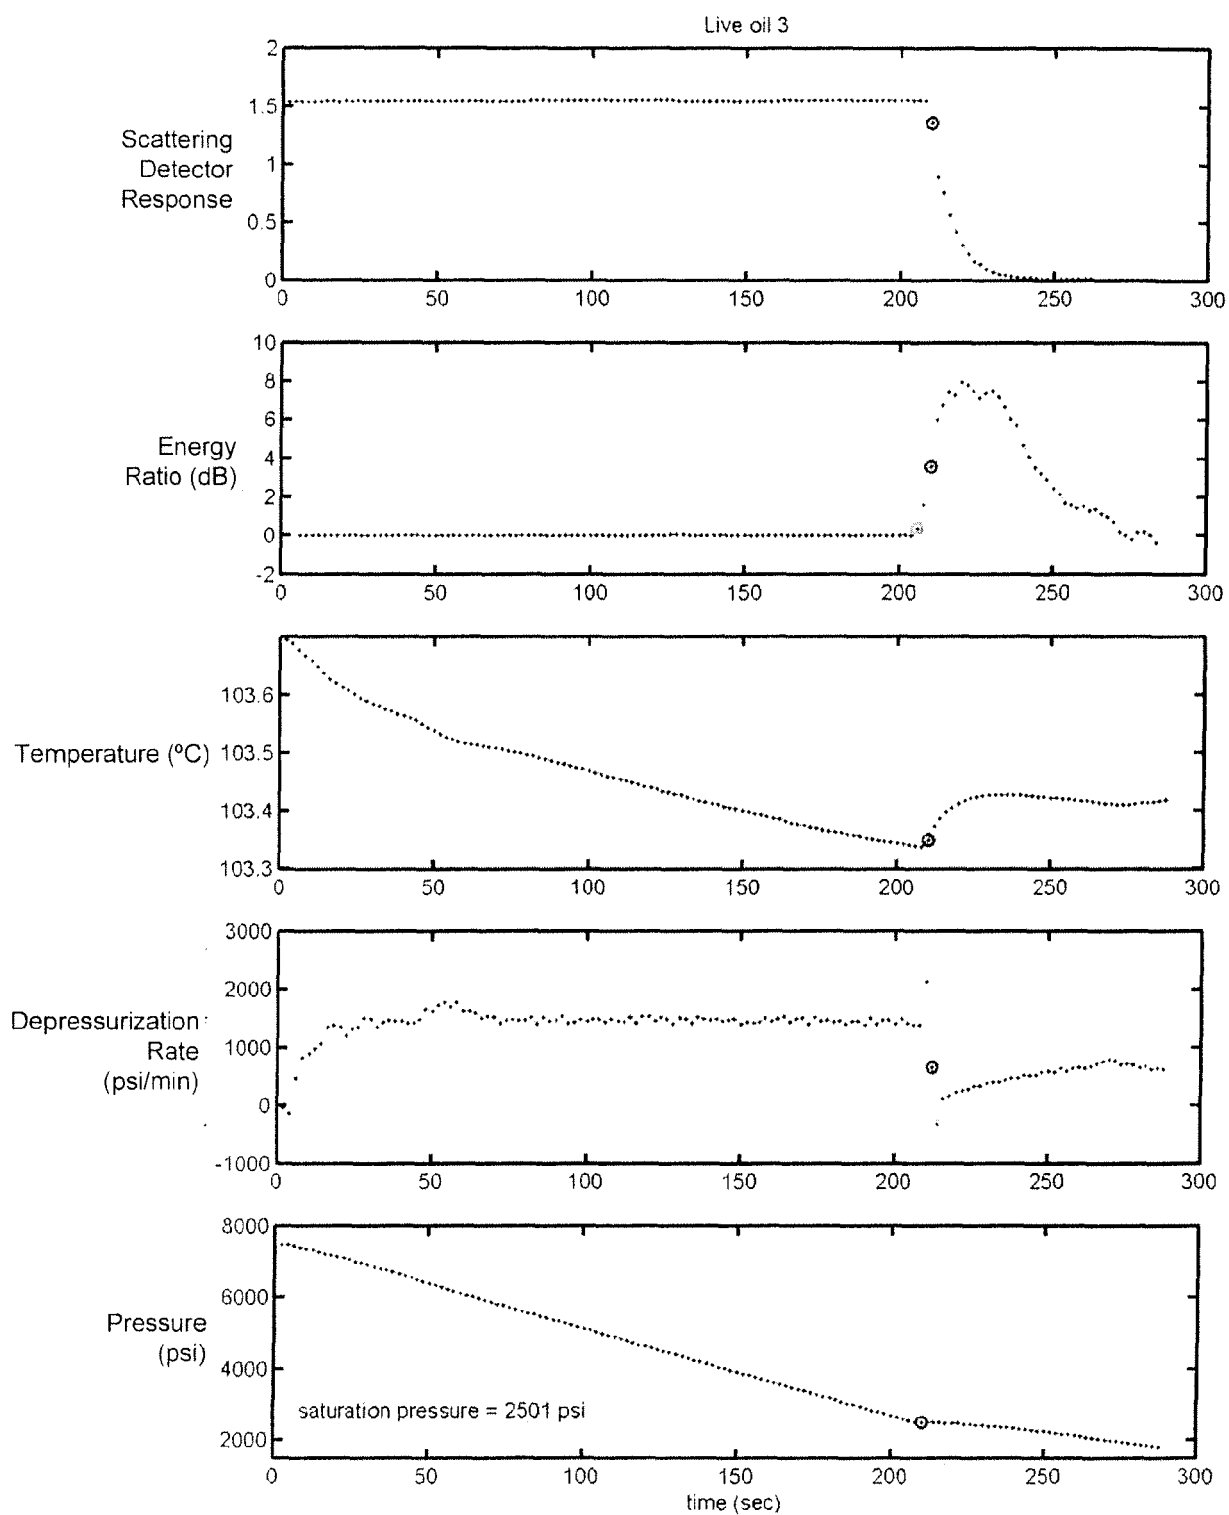 Live oil 3
2
1.5
1
0.5
0
Scattering
Detector
Response
0 50 100 150 200 250 300
10
8
6
4
2
0
-2
Energy
Ratio (dB)
0 50 100 150 200 250 300
103.6
103.5
103.4
103.3
Temperature (ºC)
0 50 100 150 200 250 300
3000
2000
1000
0
-1000
Depressurization
Rate
(psi/min)
0 50 100 150 200 250 300
8000
6000
4000
2000
Pressure
(psi)
saturation pressure = 2501 psi
0 50 100 150 200 250 300
time (sec)